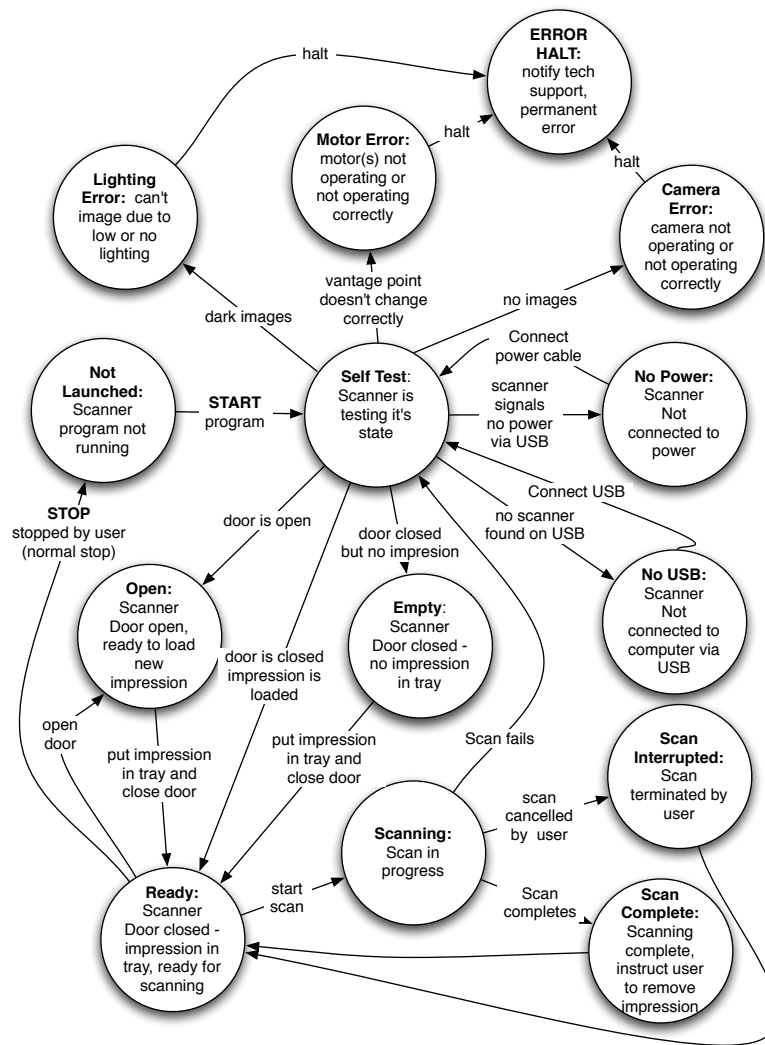 ERROR
HALT:
notify tech
support,
permanent
error
halt
Motor Error:
motor(s) not
operating or
not operating
correctly
halt
Lighting
Error: can't
image due to
low or no
lighting
halt
Camera
Error:
camera not
operating or
not operating
correctly
vantage point
doesn't change
correctly
dark images
no images
Connect
power cable
Not
Launched:
Scanner
program not
running
START
program
Self Test:
Scanner is
testing it's
state
scanner
signals
no power
via USB
No Power:
Scanner
Not
connected to
power
STOP
stopped by user
(normal stop)
door is open
door closed
but no impresion
Connect USB
no scanner
found on USB
No USB:
Scanner
Not
connected to
computer via
USB
Open:
Scanner
Door open,
ready to load
new
impression
Empty:
Scanner
Door closed -
no impression
in tray
door is closed
impression is
loaded
open
door
put impression
in tray and
close door
put impression
in tray and
close door
Scan fails
Scan
Interrupted:
Scan
terminated by
user
scan
cancelled
by user
Scanning:
Scan in
progress
start
scan
Scan
completes
Ready:
Scanner
Door closed -
impression in
tray, ready for
scanning
Scan
Complete:
Scanning
complete,
instruct user
to remove
impression